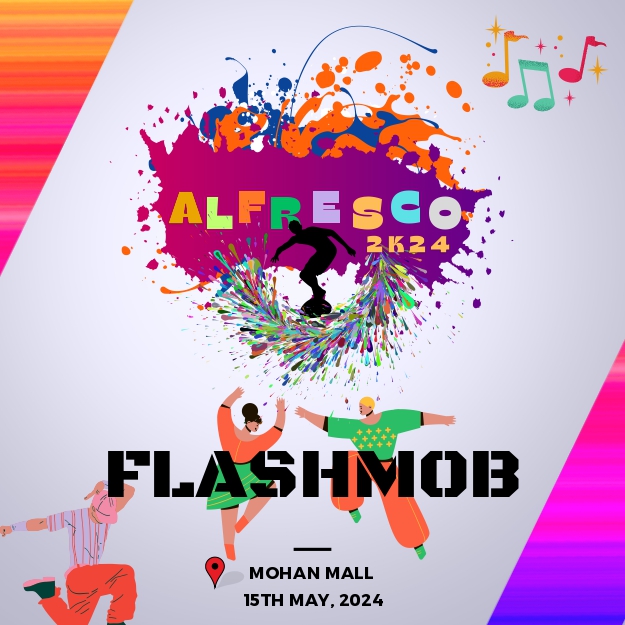 ALFRESCO
2K24
FLASHMOB
MOHAN MALL
15TH MAY, 2024